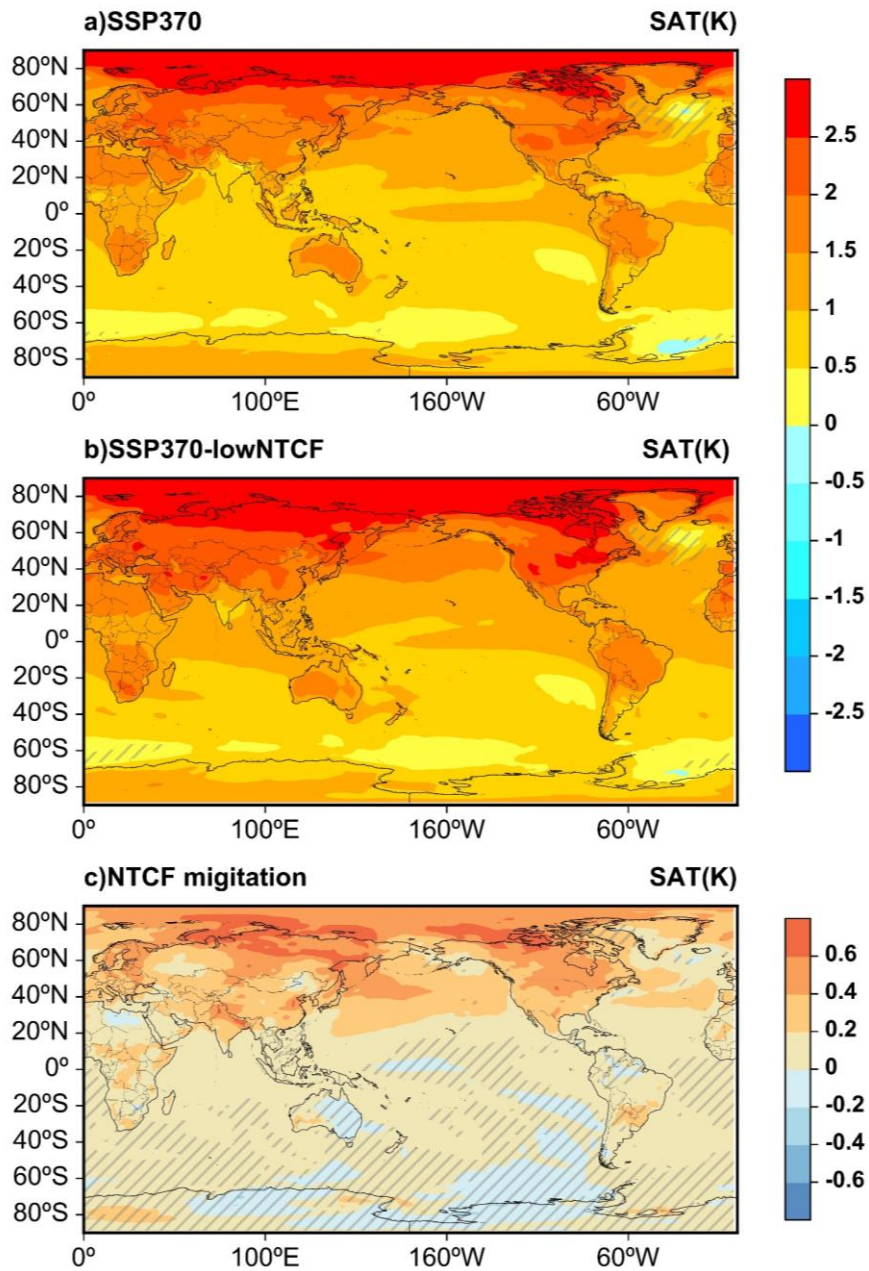 a)SSP370 SAT(K)
80ºN
60ºN
40ºN
20ºN
0º
20ºS
40ºS
60ºS
80ºS
0º 100ºE 160ºW 60ºW
b)SSP370-lowNTCF SAT(K)
80ºN
60ºN
40ºN
20ºN
0º
20ºS
40ºS
60ºS
80ºS
0º 100ºE 160ºW 60ºW
2.5
2
1.5
1
0.5
0
-0.5
-1
-1.5
-2
-2.5
c)NTCF migitation SAT(K)
80ºN
60ºN
40ºN
20ºN
0º
20ºS
40ºS
60ºS
80ºS
0º 100ºE 160ºW 60ºW
0.6
0.4
0.2
0
-0.2
-0.4
-0.6